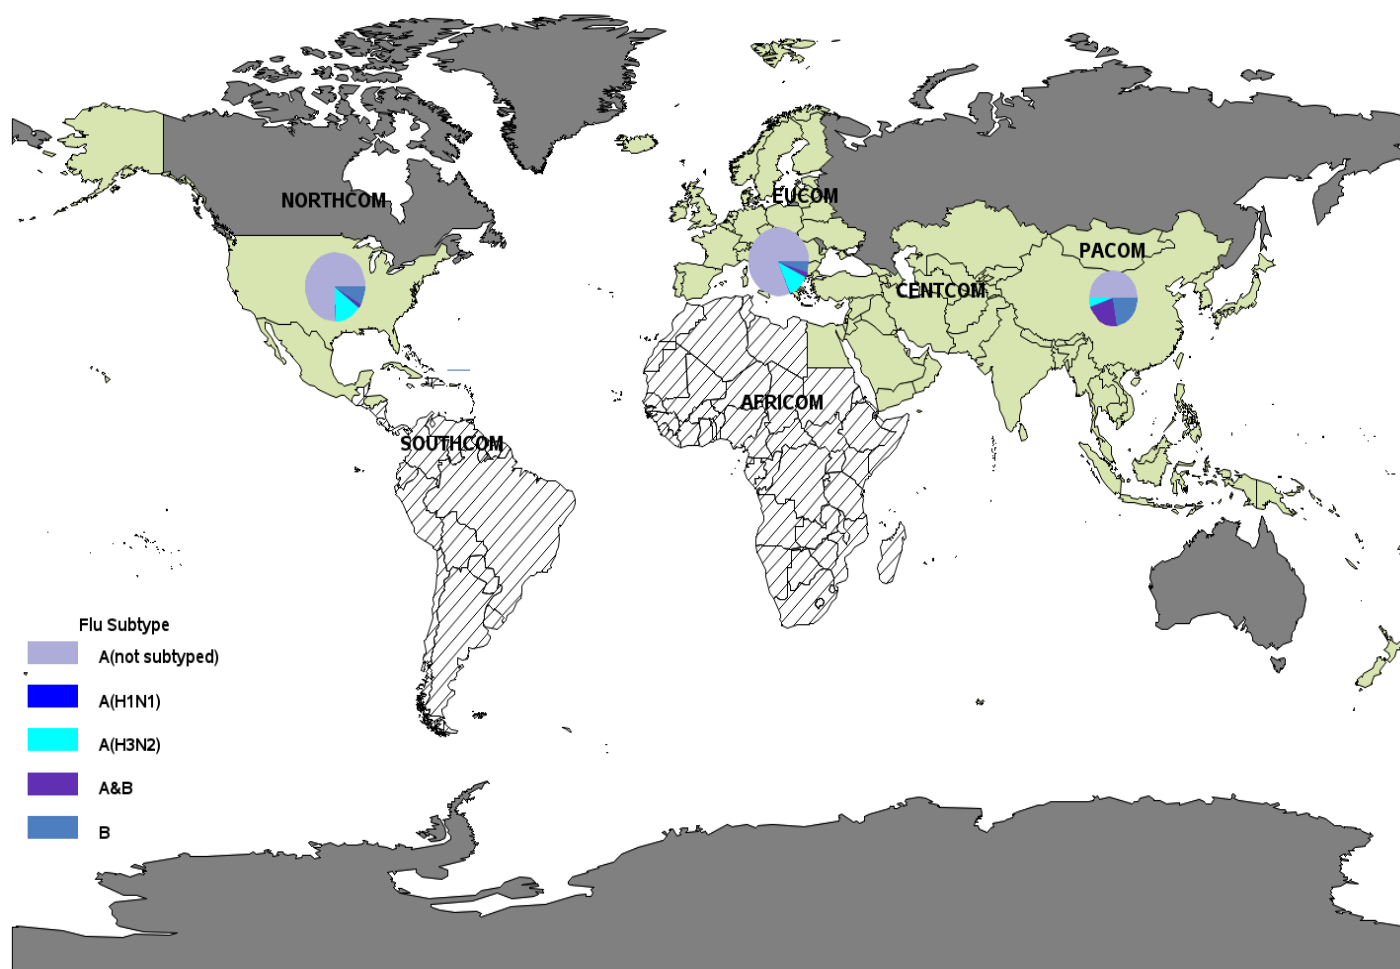 EUCOM
NORTHCOM
PACOM
CENTCOM
AFRICOM
SOUTHCOM
Flu Subtype
A(not subtyped)
A(H1N1)
A(H3N2)
A&B
B